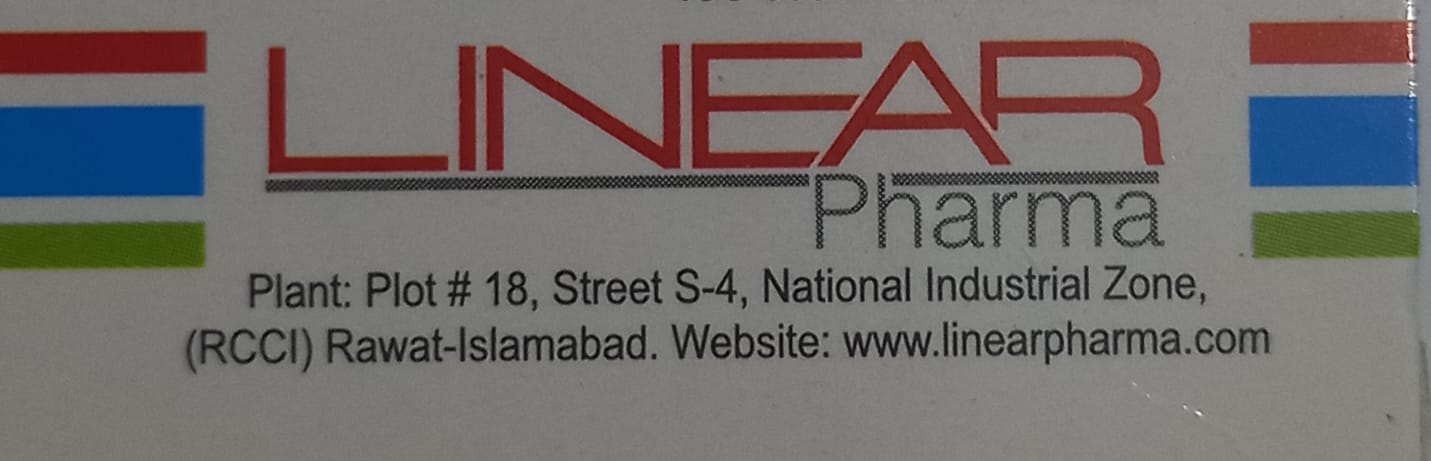 LINEAR
Pharma
Plant: Plot # 18, Street S-4, National Industrial Zone,
(RCCI) Rawat-Islamabad. Website: www.linearpharma.com